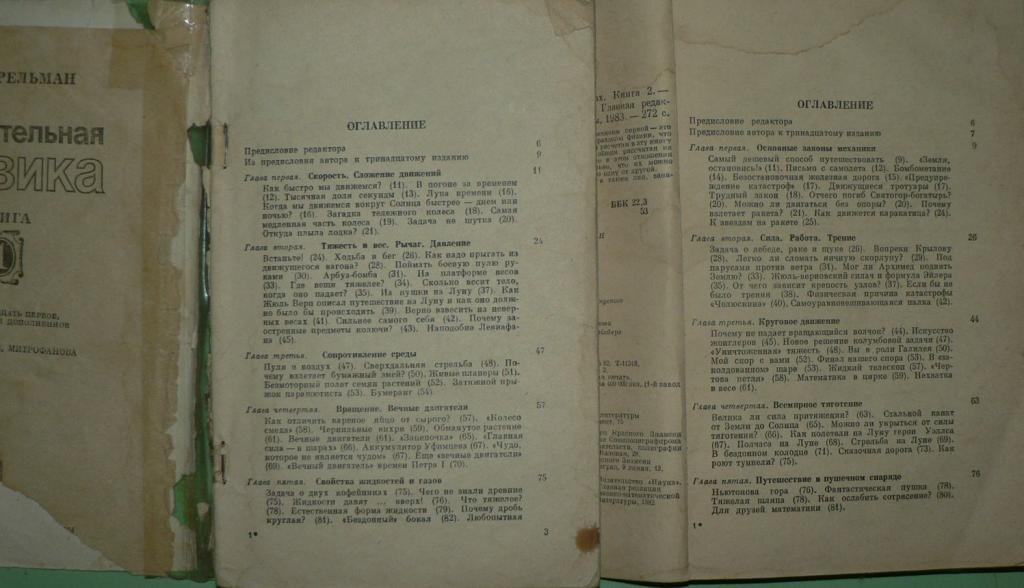 РЕЛЬМАН
тельная
зика
ИГА
1
ДАТЬ ПЕРВОЕ,
ДОПОЛНЕНИЯМ
МИТРОФАНОВА
ОГЛАВЛЕНИЕ
Предисловие редактора 6
Из предисловия автора к тринадцатому изданию 9
Глава первая. Скорость. Сложение движений 11
Как быстро мы движемся? (11). В погоне за временем
(12). Тысячная доля секунды (13). Лупа времени (16).
Когда мы движемся вокруг Солнца быстрее — днем или
ночью? (16). Загадка тележного колеса (18). Самая
медленная часть колеса (19). Задача не шутка (20).
Откуда плыла лодка? (21).
Глава вторая. Тяжесть и вес. Рычаг. Давление 24
Встаньте! (24). Ходьба и бег (26). Как надо прыгать из
движущегося вагона? (28). Поймать боевую пулю ру-
ками (30). Арбуз-бомба (31). На платформе весов
(33). Где вещи тяжелее? (34). Сколько весит тело,
когда оно падает? (35). Из пушки на Луну (37). Как
Жюль Верн описал путешествие на Луну и как оно долж-
но было бы происходить (39). Верно взвесить на невер-
ных весах (41). Сильнее самого себя (42). Почему за-
остренные предметы колючи? (43). Наподобие Левиафа-
на (45).
Глава третья. Сопротивление среды 47
Пуля и воздух (47). Сверхдальняя стрельба (48). По-
чему взлетает бумажный змей? (50). Живые планеры (51).
Безмоторный полет семян растений (52). Затяжной пры-
жок парашютиста (53). Бумеранг (54).
Глава четвертая. Вращение. Вечные двигатели 57
Как отличить вареное яйцо от сырого? (57). «Колесо
смеха» (58). Чернильные вихри (59). Обманутое растение
(61). Вечные двигатели (61). «Зацепочка» (65). «Главная
сила — в шарах» (66). Аккумулятор Уфимцева (67). «Чудо,
которое не является чудом» (67). Еще «вечные двигатели»
(69). «Вечный двигатель» времен Петра I (70).
Глава пятая. Свойства жидкостей и газов 75
Задача о двух кофейниках (75). Чего не знали древние
(75). Жидкости давят ... вверх! (76). Что тяжелее?
(78). Естественная форма жидкости (79). Почему дробь
круглая? (81). «Бездонный» бокал (82). Любопытная
1* 3
ах. Книга 2.—
Главная редак-
1983.— 272 с.
ББК 22.3
53
ОГЛАВЛЕНИЕ
Предисловие редактора 6
Предисловие автора к тринадцатому изданию 7
Глава первая. Основные законы механики 9
Самый дешевый способ путешествовать (9). «Земля,
остановись!» (11). Письмо с самолета (12). Бомбометание
(14). Безостановочная железная дорога (15). «Предупреж-
дение катастроф» (17). Движущиеся тротуары (17).
Трудный закон (18). Отчего погиб Святогор-богатырь?
(20). Можно ли двигаться без опоры? (20). Почему
взлетает ракета? (21). Как движется каракатица? (24).
К звездам на ракете (25).
Глава вторая. Сила. Работа. Трение 26
Задача о лебеде, раке и щуке (26). Вопреки Крылову
(28). Легко ли сломать яичную скорлупу? (29). Под
парусами против ветра (31). Мог ли Архимед поднять
Землю? (33). Жюль-верновский силач и формула Эйлера
(35). От чего зависит крепость узлов? (37). Если бы не
было трения (38). Физическая причина катастрофы
«Челюскина» (40). Самоуравновешивающаяся палка (42).
Глава третья. Круговое движение 44
Почему не падает вращающийся волчок? (44). Искусство
жонглеров (45). Новое решение колумбовой задачи (47).
«Уничтоженная» тяжесть (48). Вы в роли Галилея (50).
Мой спор с вами (52). Финал нашего спора (53). В «за-
колдованном» шаре (53). Жидкий телескоп (57). «Чер-
това петля» (58). Математика в цирке (59). Нехватка
в весе (61).
Глава четвертая. Всемирное тяготение 63
Велика ли сила притяжения? (63). Стальной канат
от Земли до Солнца (65). Можно ли укрыться от силы
тяготения? (66). Как полетели на Луну герои Уэллса
(67). Полчаса на Луне (68). Стрельба на Луне (69).
В бездонном колодце (71). Сказочная дорога (73). Как
роют туннели? (75).
Глава пятая. Путешествие в пушечном снаряде 76
Ньютонова гора (76). Фантастическая пушка (78).
Тяжелая шляпа (78). Как ослабить сотрясение? (80).
Для друзей математики (81).
1*